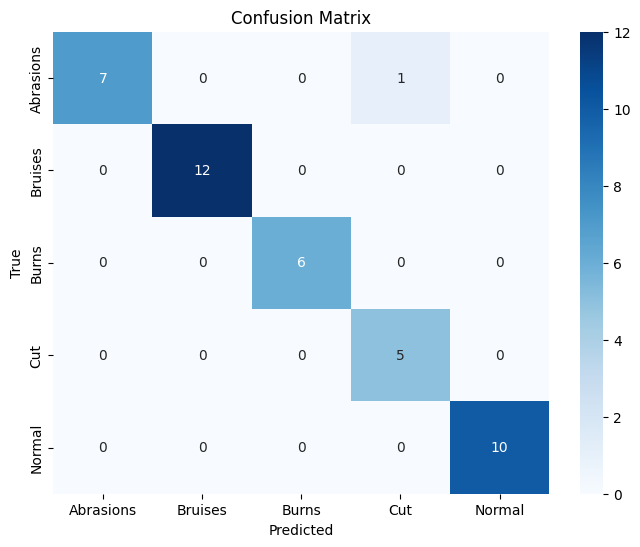 Confusion Matrix
Abrasions 7 0 0 1 0
Bruises 0 12 0 0 0
Burns 0 0 6 0 0
Cut 0 0 0 5 0
Normal 0 0 0 0 10
True
Abrasions Bruises Burns Cut Normal
Predicted
12
10
8
6
4
2
0